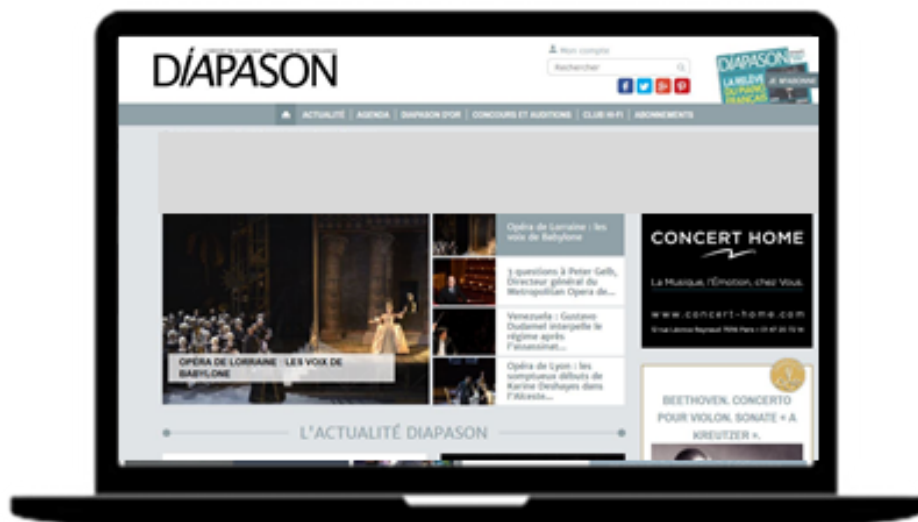 DIAPASON
Mon compte
Rechercher
DIAPASON
LA RELÈVE
DU PIANO
FRANÇAIS
JE M'ABONNE
ACTUALITÉ | AGENDA | DIAPASON D'OR | CONCOURS ET AUDITIONS | CLUB HI-FI | ABONNEMENTS
OPÉRA DE LORRAINE : LES VOIX DE
BABYLONE
Opéra de Lorraine : les
voix de Babylone
3 questions à Peter Gelb,
Directeur général du
Metropolitan Opera de...
Venezuela : Gustavo
Dudamel interpelle le
régime après
l'assassinat...
Opéra de Lyon : les
somptueux débuts de
Karine Deshayes dans
l'Alceste...
CONCERT HOME
La Musique, l'Émotion, chez Vous.
www.concert-home.com
BEETHOVEN. CONCERTO
POUR VIOLON. SONATE « A
KREUTZER ».
L'ACTUALITÉ DIAPASON